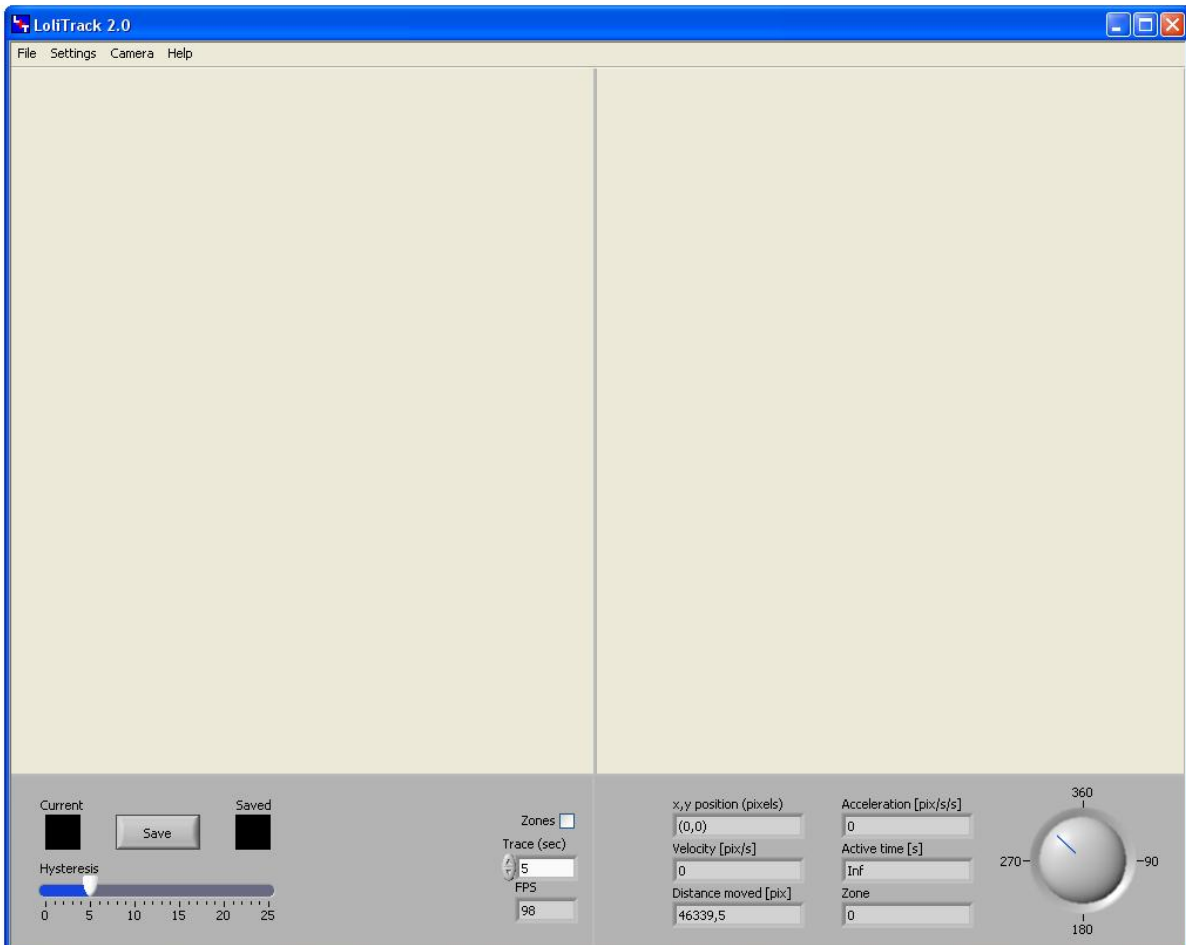 LoliTrack 2.0
File Settings Camera Help
Current
Saved
Save
Hysteresis
0 5 10 15 20 25
Zones
Trace (sec)
5
FPS
98
x,y position (pixels)
(0,0)
Velocity [pix/s]
0
Distance moved [pix]
46339,5
Acceleration [pix/s/s]
0
Active time [s]
Inf
Zone
0
360
270
90
180